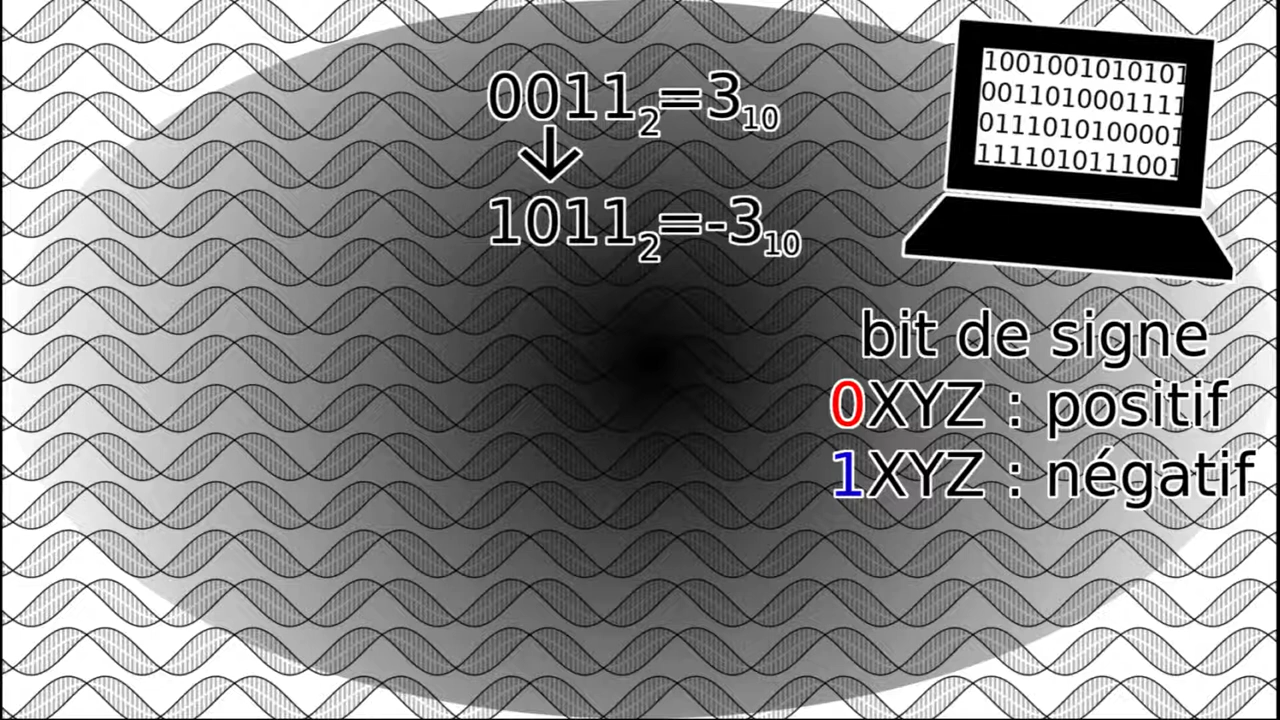 0011₂=3₁₀
1011₂=-3₁₀
1001001010101
0011010001111
0111010100001
1111010111001
bit de signe
0XYZ : positif
1XYZ : négatif